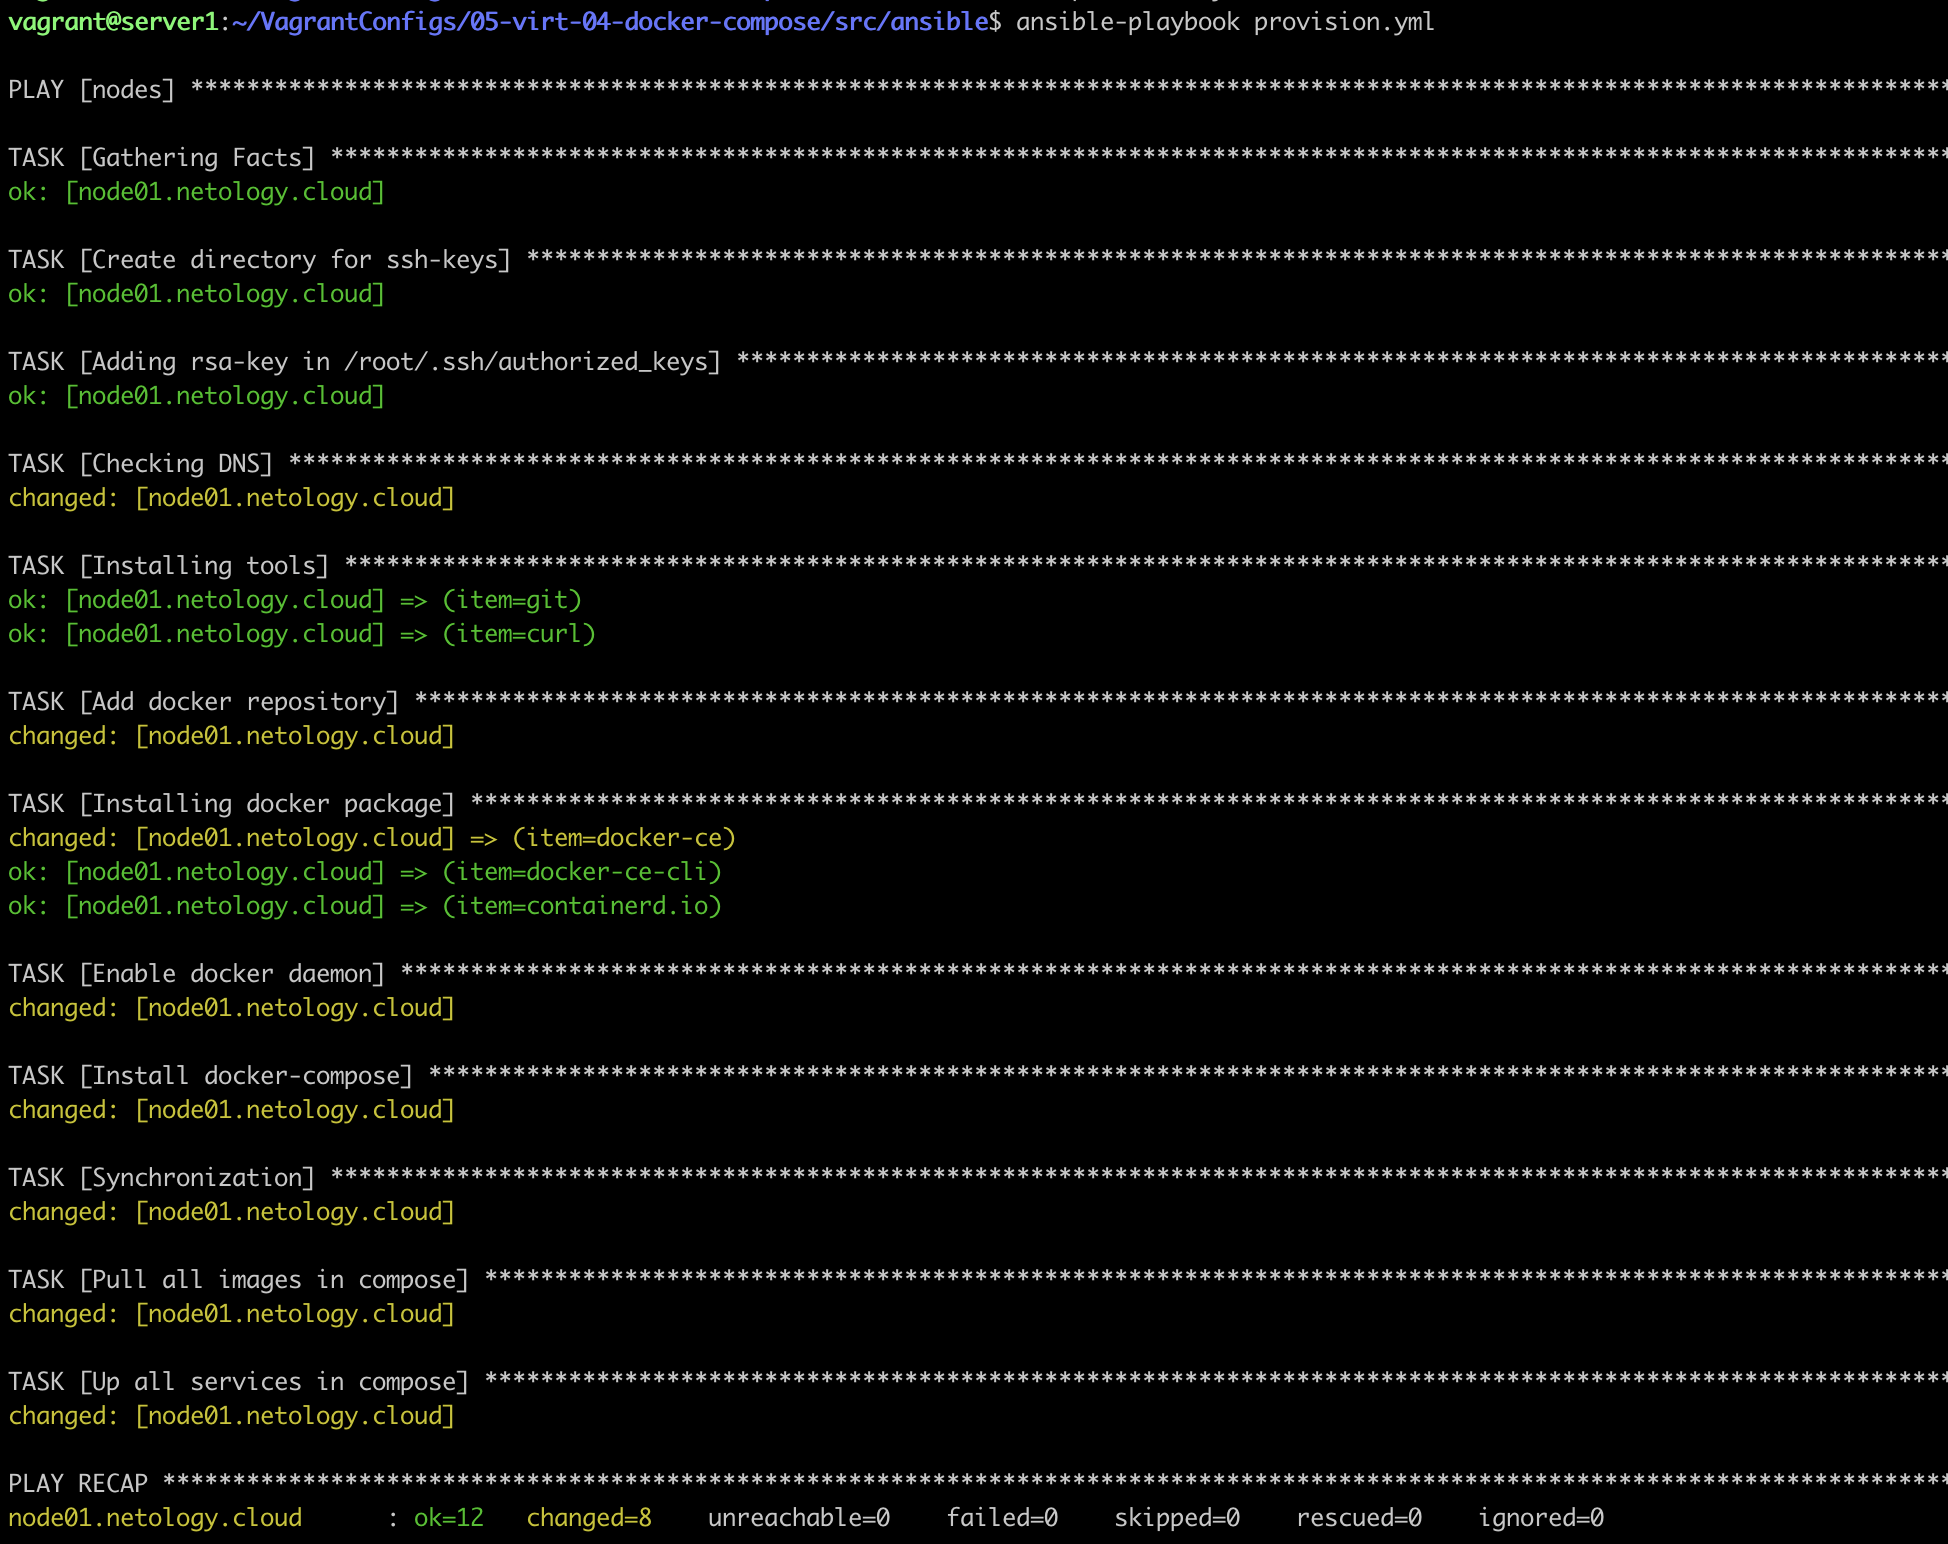 vagrant@server1:~/VagrantConfigs/05-virt-04-docker-compose/src/ansible$ ansible-playbook provision.yml
PLAY [nodes] *****************************************************************************************************************************
TASK [Gathering Facts] *******************************************************************************************************************
ok: [node01.netology.cloud]
TASK [Create directory for ssh-keys] *****************************************************************************************************
ok: [node01.netology.cloud]
TASK [Adding rsa-key in /root/.ssh/authorized_keys] **************************************************************************************
ok: [node01.netology.cloud]
TASK [Checking DNS] **********************************************************************************************************************
changed: [node01.netology.cloud]
TASK [Installing tools] ******************************************************************************************************************
ok: [node01.netology.cloud] => (item=git)
ok: [node01.netology.cloud] => (item=curl)
TASK [Add docker repository] *************************************************************************************************************
changed: [node01.netology.cloud]
TASK [Installing docker package] *********************************************************************************************************
changed: [node01.netology.cloud] => (item=docker-ce)
ok: [node01.netology.cloud] => (item=docker-ce-cli)
ok: [node01.netology.cloud] => (item=containerd.io)
TASK [Enable docker daemon] **************************************************************************************************************
changed: [node01.netology.cloud]
TASK [Install docker-compose] ************************************************************************************************************
changed: [node01.netology.cloud]
TASK [Synchronization] *******************************************************************************************************************
changed: [node01.netology.cloud]
TASK [Pull all images in compose] ********************************************************************************************************
changed: [node01.netology.cloud]
TASK [Up all services in compose] ********************************************************************************************************
changed: [node01.netology.cloud]
PLAY RECAP *******************************************************************************************************************************
node01.netology.cloud      : ok=12   changed=8    unreachable=0    failed=0    skipped=0    rescued=0    ignored=0